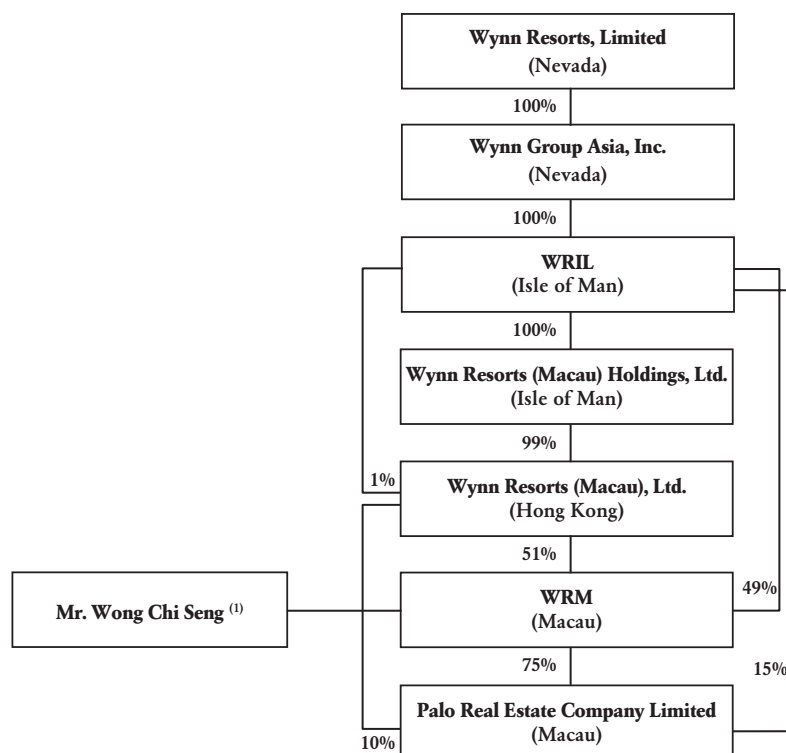 Wynn Resorts, Limited
(Nevada)
100%
Wynn Group Asia, Inc.
(Nevada)
100%
WRIL
(Isle of Man)
100%
Wynn Resorts (Macau) Holdings, Ltd.
(Isle of Man)
99%
1%
Wynn Resorts (Macau), Ltd.
(Hong Kong)
51%
49%
Mr. Wong Chi Seng (1)
WRM
(Macau)
75%
15%
Palo Real Estate Company Limited
(Macau)
10%